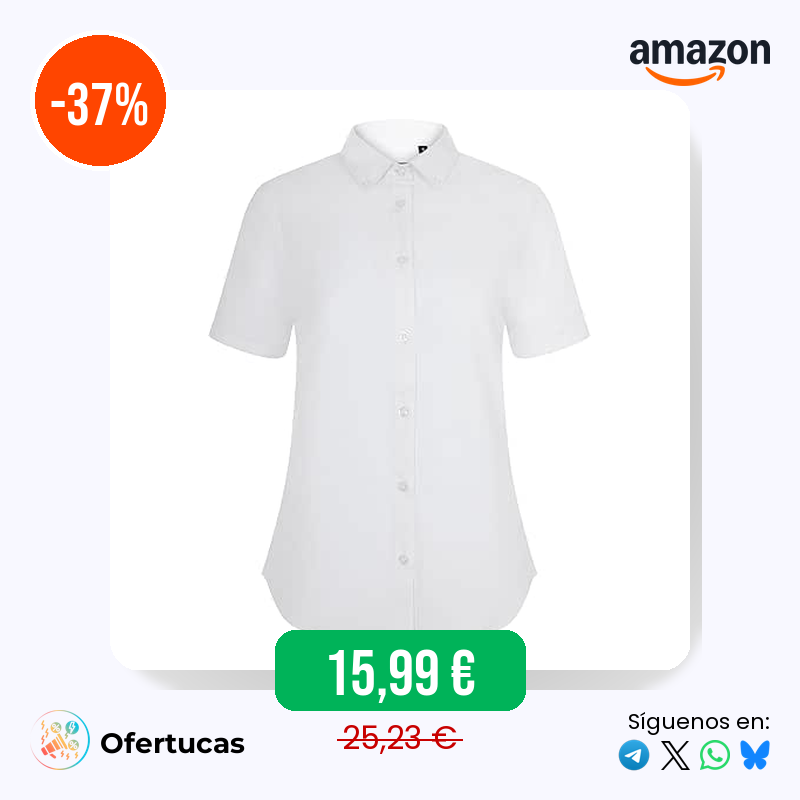 -37%
amazon
15,99 €
25,23 €
Ofertucas
Síguenos en: